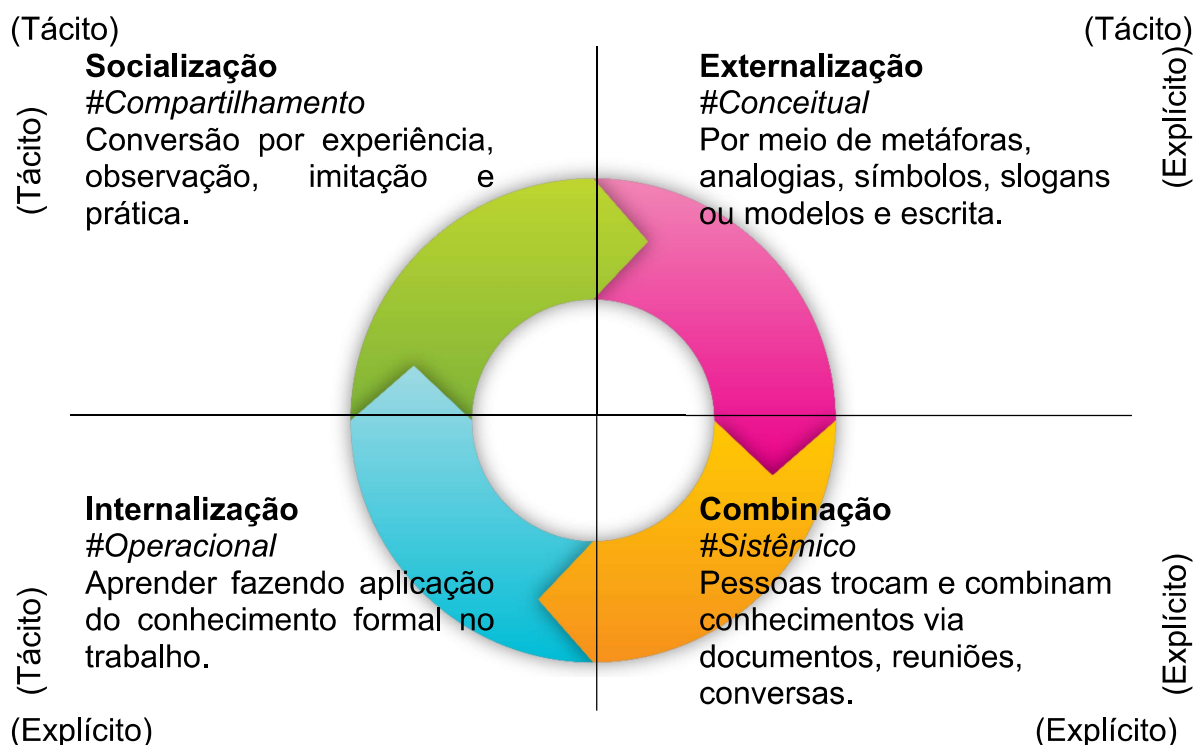 (Tácito)
(Tácito)
Socialização
#Compartilhamento
Conversão por experiência,
observação, imitação e
prática.
(Tácito)
Externalização
#Conceitual
Por meio de metáforas,
analogias, símbolos, slogans
ou modelos e escrita.
(Explícito)
Internalização
#Operacional
Aprender fazendo aplicação
do conhecimento formal no
trabalho.
(Tácito)
Combinação
#Sistêmico
Pessoas trocam e combinam
conhecimentos via
documentos, reuniões,
conversas.
(Explícito)
(Explícito)
(Explícito)